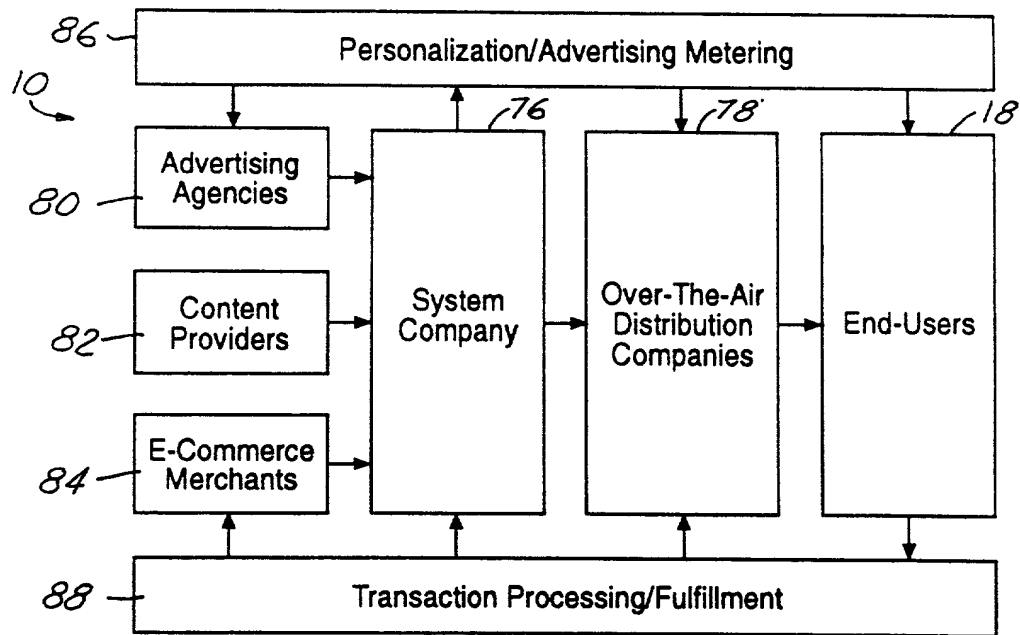 86
Personalization/Advertising Metering
10
76
78
18
Advertising
Agencies
80
Content
Providers
82
E-Commerce
Merchants
84
System
Company
Over-The-Air
Distribution
Companies
End-Users
88
Transaction Processing/Fulfillment